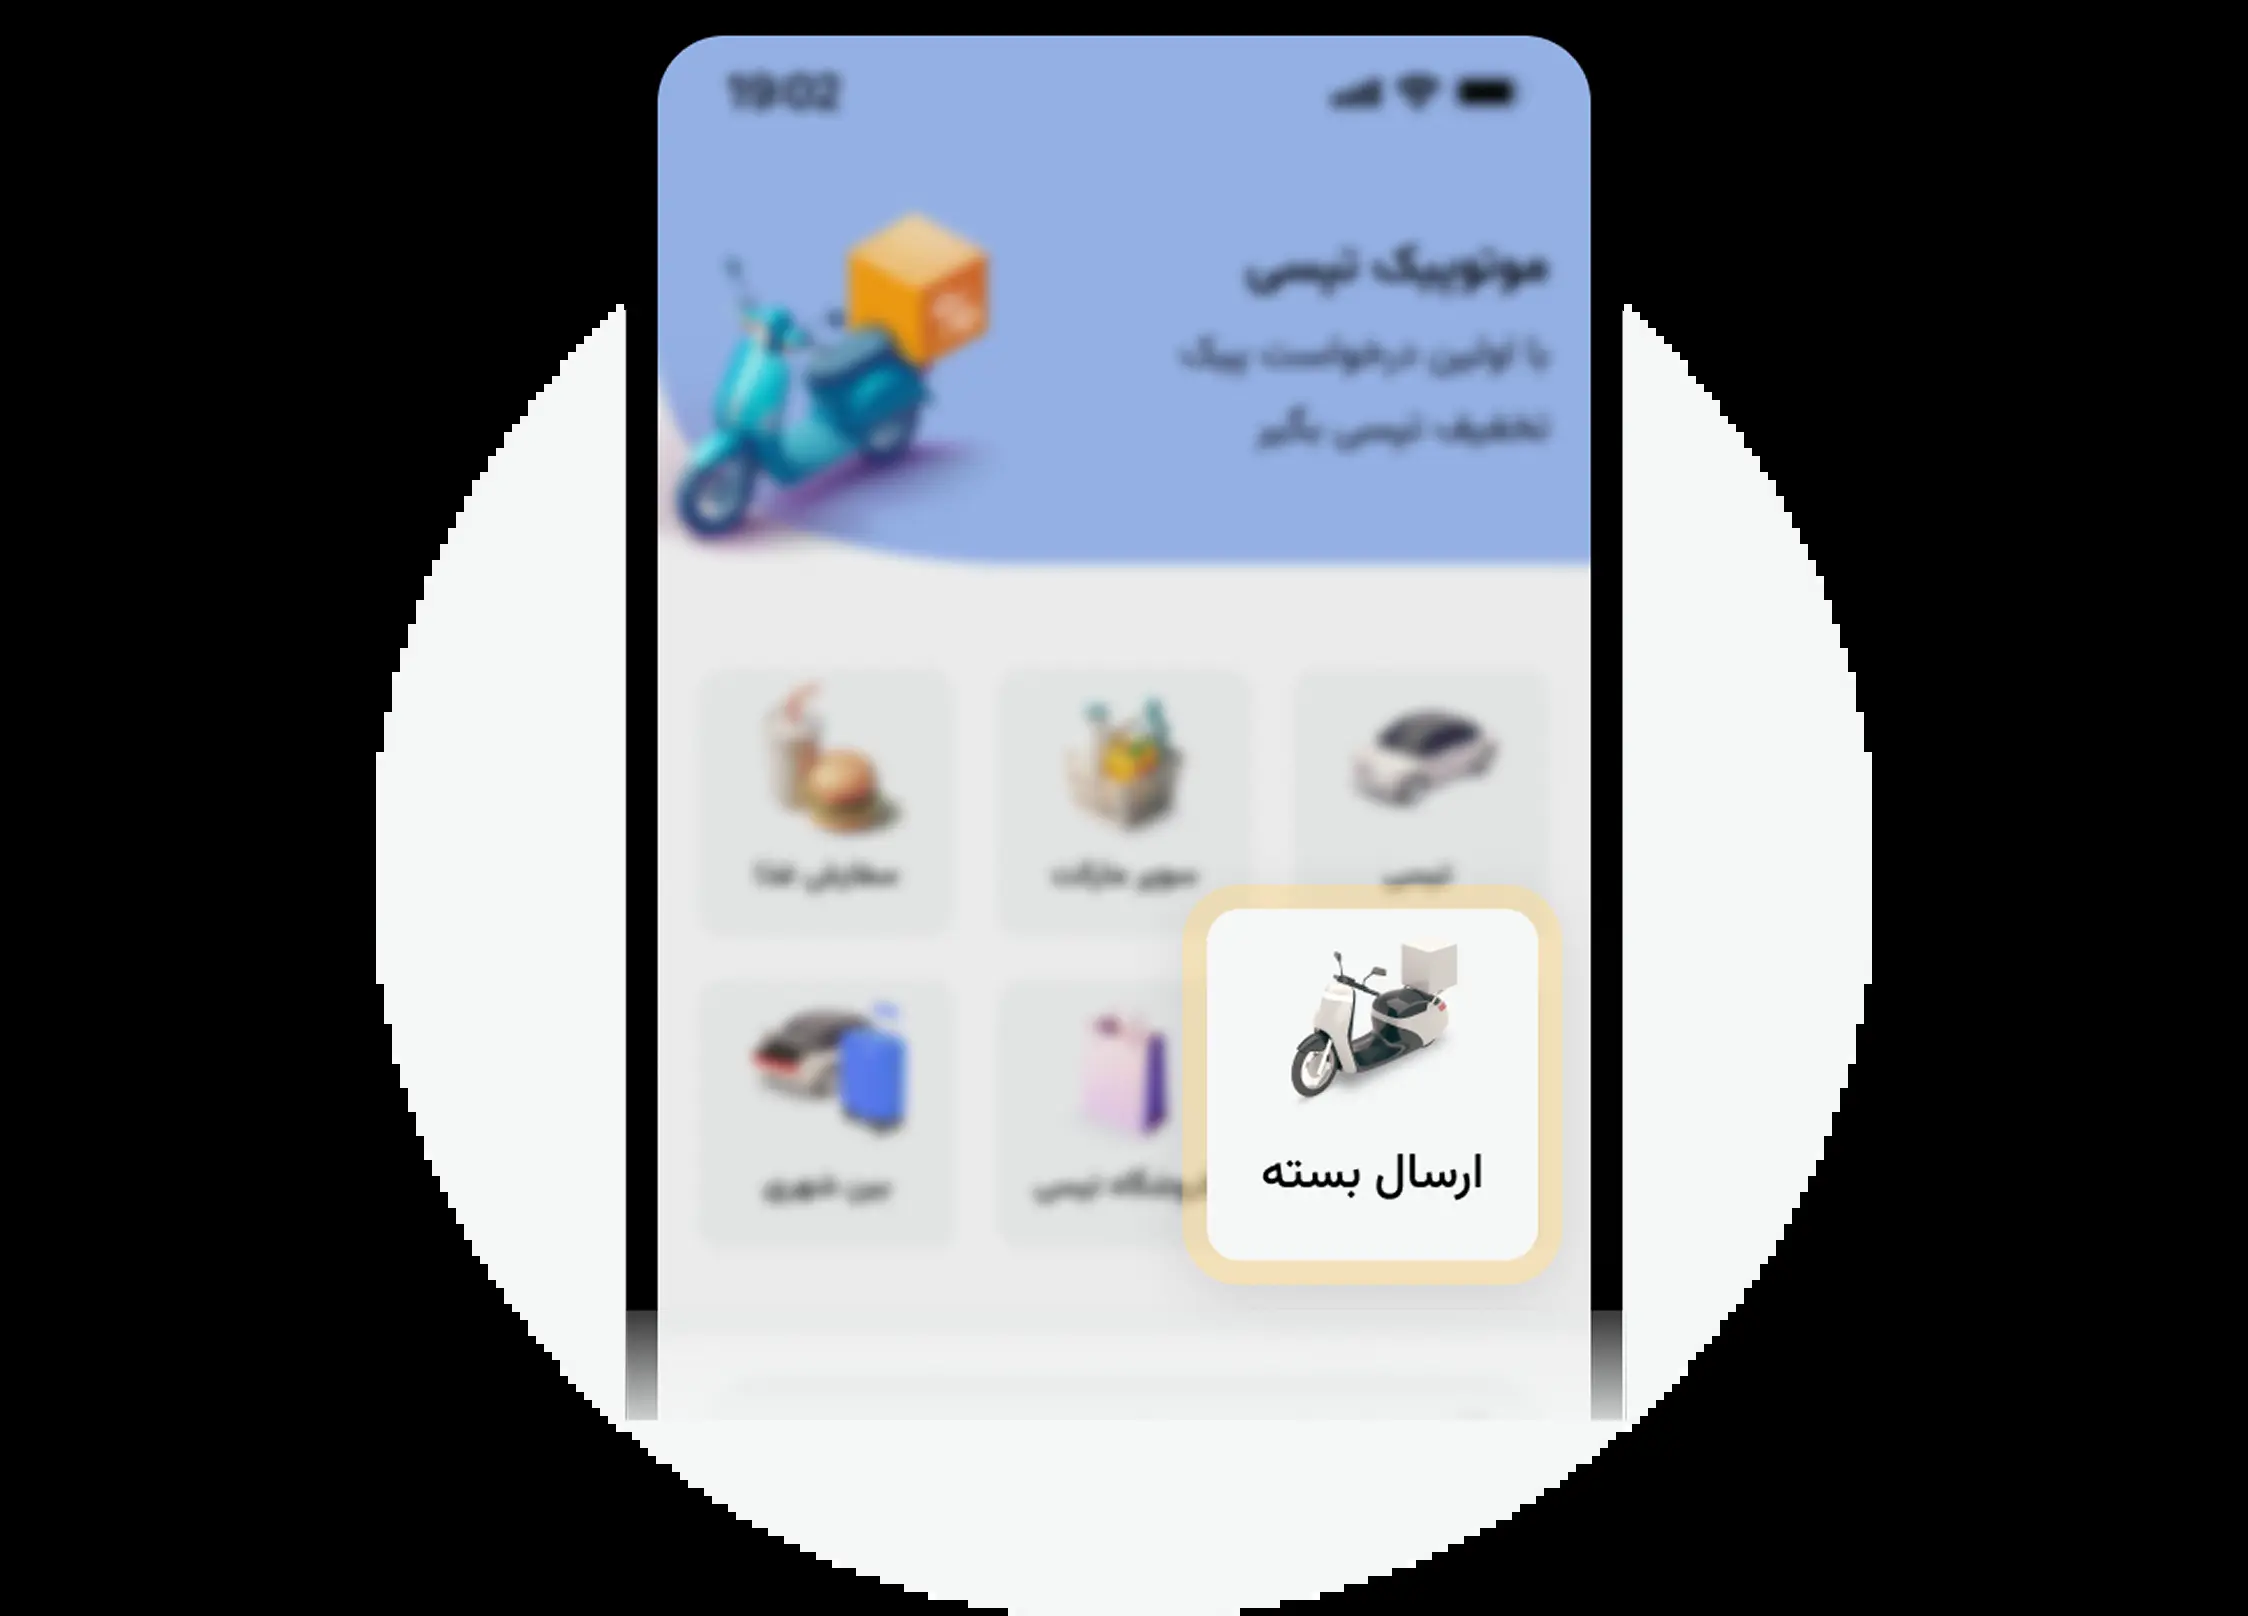 19:02
موتوپیک تپسی
با اولین درخواست پیک
تخفیف تپسی بگیر
تپسی
سوپر مارکت
سفارش غذا
ارسال بسته
فروشگاه تپسی
بین شهری